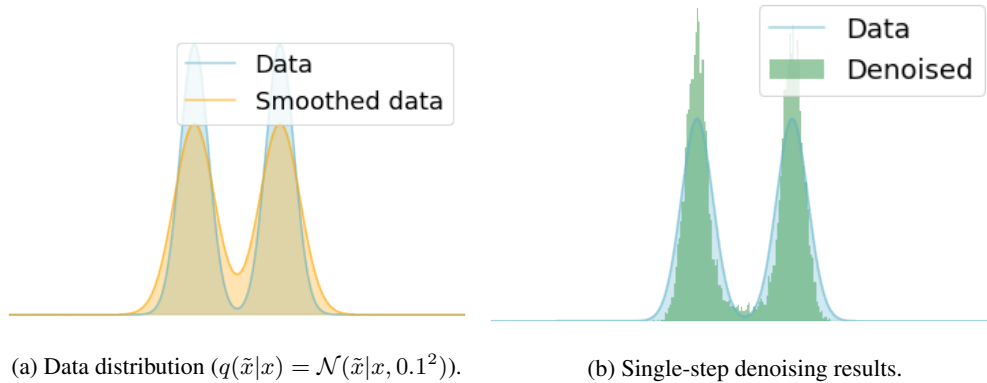 Data
Smoothed data
Data
Denoised
(a) Data distribution (q(x̃|x) = 𝒩(x̃|x, 0.1²)).
(b) Single-step denoising results.